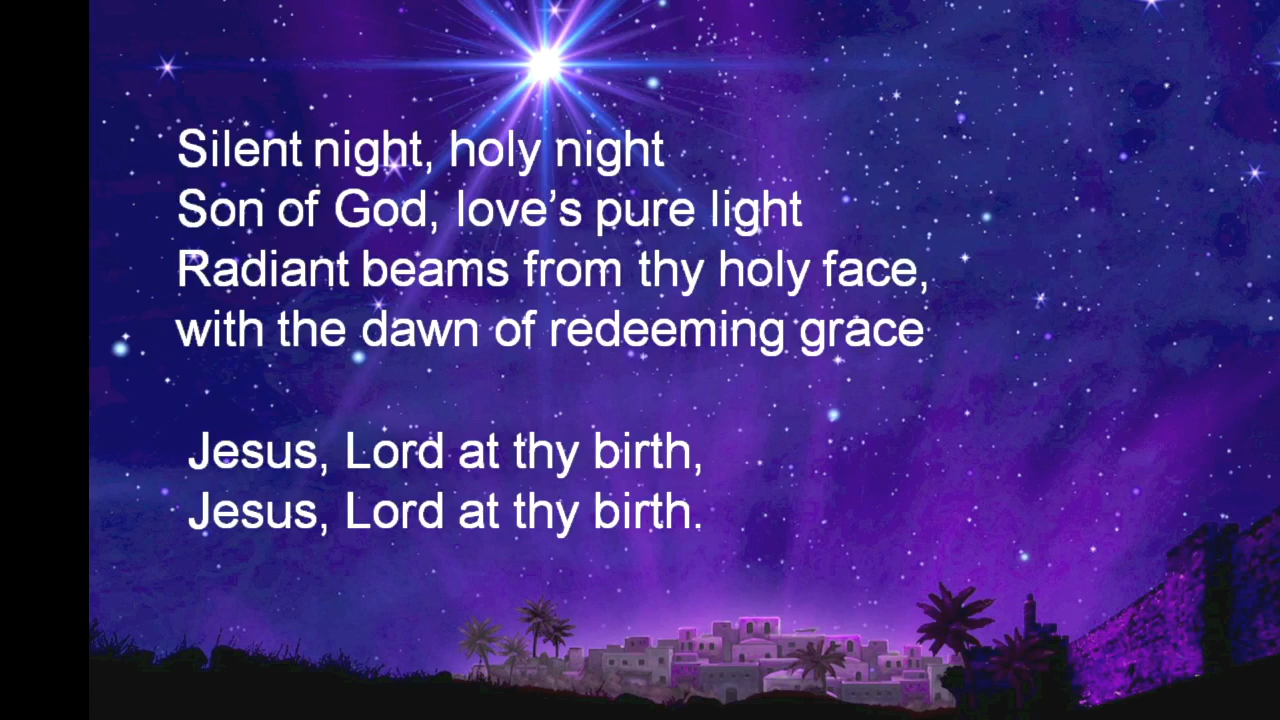 Silent night, holy night
Son of God, love’s pure light
Radiant beams from thy holy face,
with the dawn of redeeming grace
Jesus, Lord at thy birth,
Jesus, Lord at thy birth.